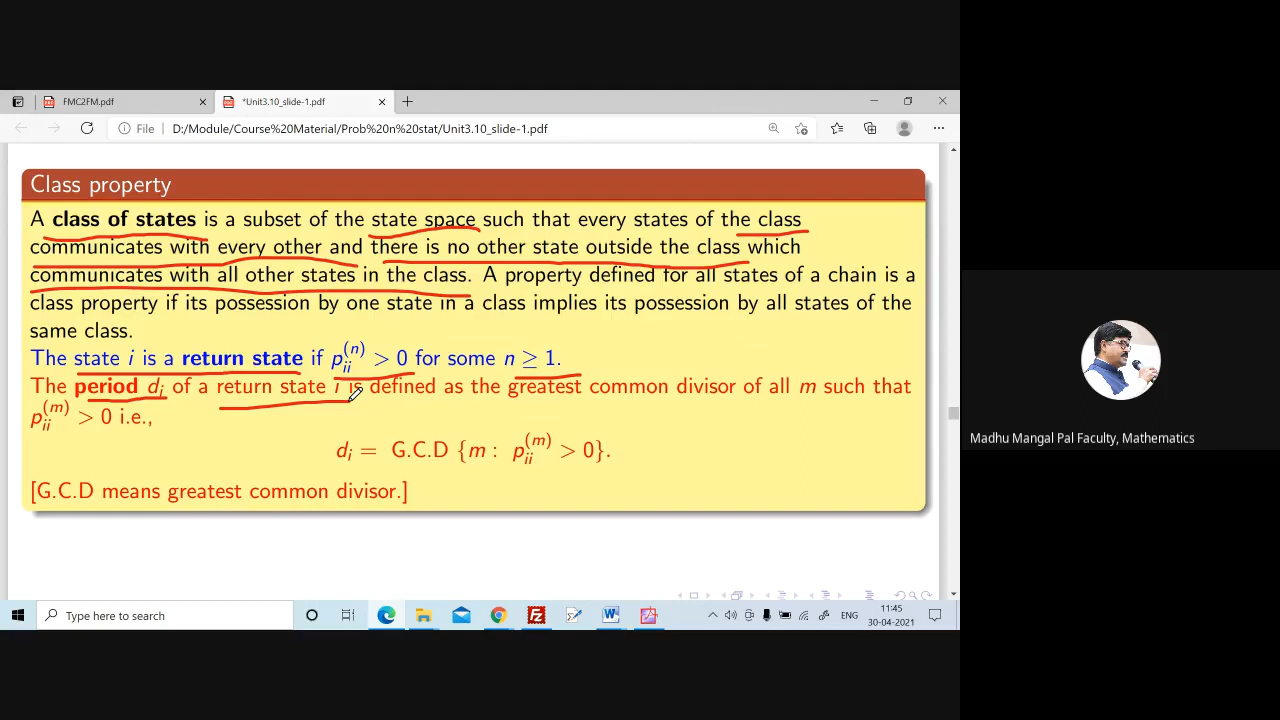 FMC2FM.pdf
*Unit3.10_slide-1.pdf
File
D:/Module/Course%20Material/Prob%20n%20stat/Unit3.10_slide-1.pdf
Class property
A class of states is a subset of the state space such that every states of the class
communicates with every other and there is no other state outside the class which
communicates with all other states in the class. A property defined for all states of a chain is a
class property if its possession by one state in a class implies its possession by all states of the
same class.
The state i is a return state if p_{ii}^{(n)} > 0 for some n ≥ 1.
The period d_i of a return state i is defined as the greatest common divisor of all m such that
p_{ii}^{(m)} > 0 i.e.,
d_i = G.C.D {m : p_{ii}^{(m)} > 0}.
[G.C.D means greatest common divisor.]
Madhu Mangal Pal Faculty, Mathematics
Type here to search
ENG
11:45
30-04-2021